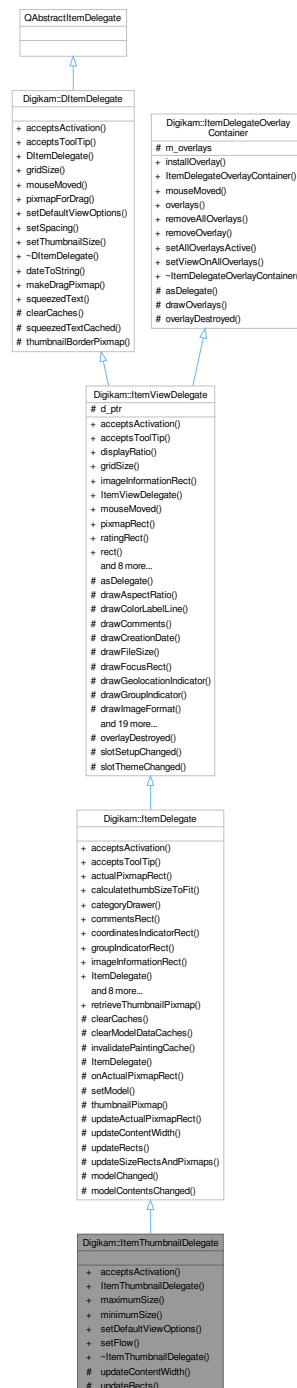 QAbstractItemDelegate
Digikam::DItemDelegate
+ acceptsActivation()
+ acceptsToolTip()
+ DItemDelegate()
+ gridSize()
+ mouseMoved()
+ pixmapForDrag()
+ setDefaultViewOptions()
+ setSpacing()
+ setThumbnailSize()
+ ~DItemDelegate()
+ dateToString()
+ makeDragPixmap()
+ squeezedText()
# clearCaches()
# squeezedTextCached()
# thumbnailBorderPixmap()
Digikam::ItemDelegateOverlay
Container
# m_overlays
+ installOverlay()
+ ItemDelegateOverlayContainer()
+ mouseMoved()
+ overlays()
+ removeAllOverlays()
+ removeOverlay()
+ setAllOverlaysActive()
+ setViewOnAllOverlays()
+ ~ItemDelegateOverlayContainer()
# asDelegate()
# drawOverlays()
# overlayDestroyed()
Digikam::ItemViewDelegate
# d_ptr
+ acceptsActivation()
+ acceptsToolTip()
+ displayRatio()
+ gridSize()
+ imageInformationRect()
+ ItemViewDelegate()
+ mouseMoved()
+ pixmapRect()
+ ratingRect()
+ rect()
and 8 more...
# asDelegate()
# drawAspectRatio()
# drawColorLabelLine()
# drawComments()
# drawCreationDate()
# drawFileSize()
# drawFocusRect()
# drawGeolocationIndicator()
# drawGroupIndicator()
# drawImageFormat()
and 19 more...
# overlayDestroyed()
# slotSetupChanged()
# slotThemeChanged()
Digikam::ItemDelegate
+ acceptsActivation()
+ acceptsToolTip()
+ actualPixmapRect()
+ calculatethumbSizeToFit()
+ categoryDrawer()
+ commentsRect()
+ coordinatesIndicatorRect()
+ groupIndicatorRect()
+ imageInformationRect()
+ ItemDelegate()
and 8 more...
+ retrieveThumbnailPixmap()
# clearCaches()
# clearModelDataCaches()
# invalidatePaintingCache()
# ItemDelegate()
# onActualPixmapRect()
# setModel()
# thumbnailPixmap()
# updateActualPixmapRect()
# updateContentWidth()
# updateRects()
# updateSizeRectsAndPixmaps()
# modelChanged()
# modelContentsChanged()
Digikam::ItemThumbnailDelegate
+ acceptsActivation()
+ ItemThumbnailDelegate()
+ maximumSize()
+ minimumSize()
+ setDefaultViewOptions()
+ setFlow()
+ ~ItemThumbnailDelegate()
# updateContentWidth()
# updateRects()